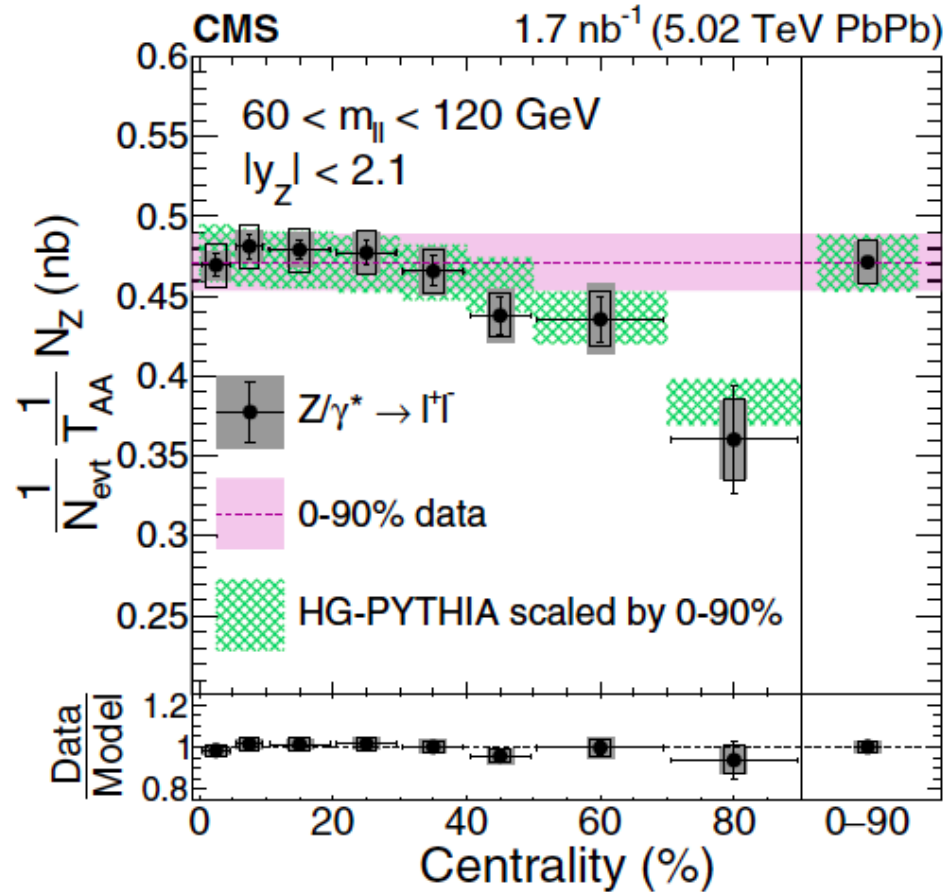 CMS 1.7 nb⁻¹ (5.02 TeV PbPb)
60 < m_ll < 120 GeV
|y_Z| < 2.1
1/N_evt 1/T_AA N_Z (nb)
0.6
0.55
0.5
0.45
0.4
0.35
0.3
0.25
Z/γ* → l⁺l⁻
0-90% data
HG-PYTHIA scaled by 0-90%
Data/Model
1.2
1
0.8
0 20 40 60 80 0–90
Centrality (%)